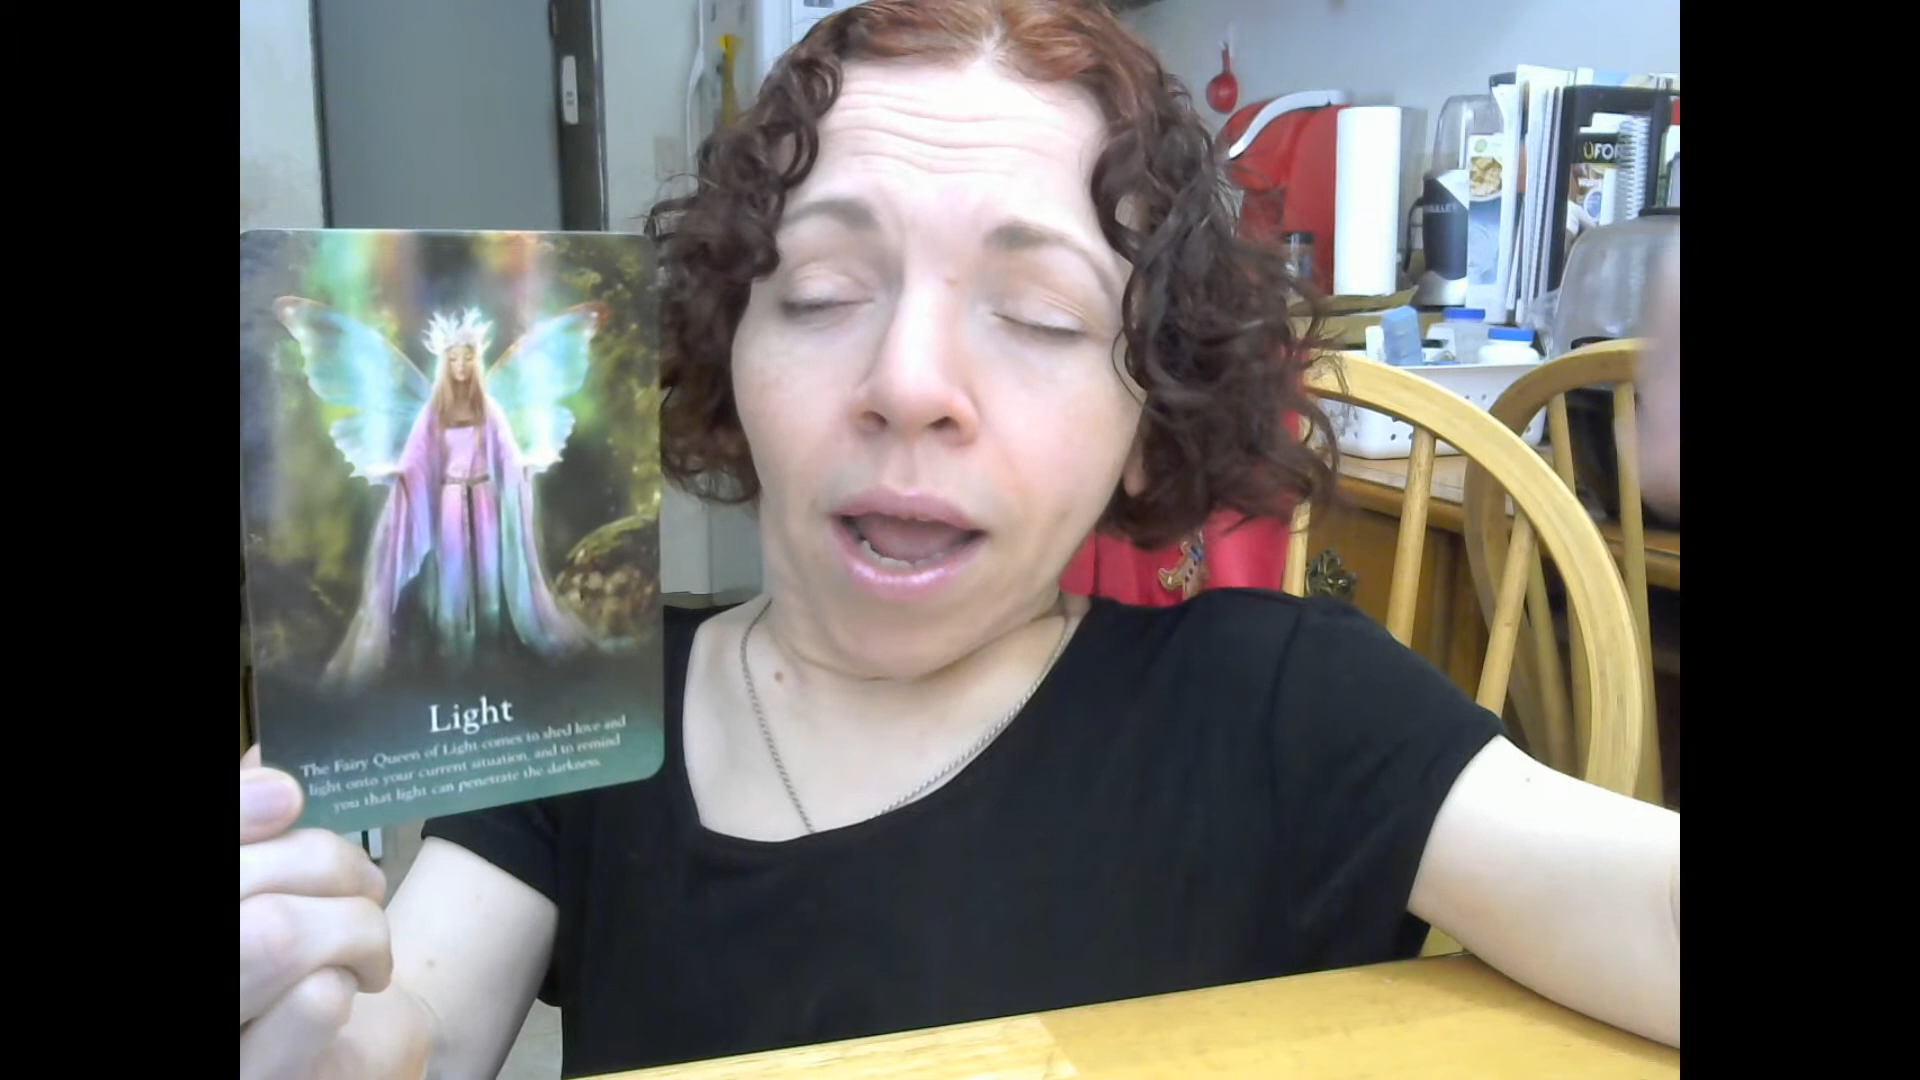 Light
The Fairy Queen of Light comes to shed love and
light onto your current situation, and to remind
you that light can penetrate the darkness.
BULLET